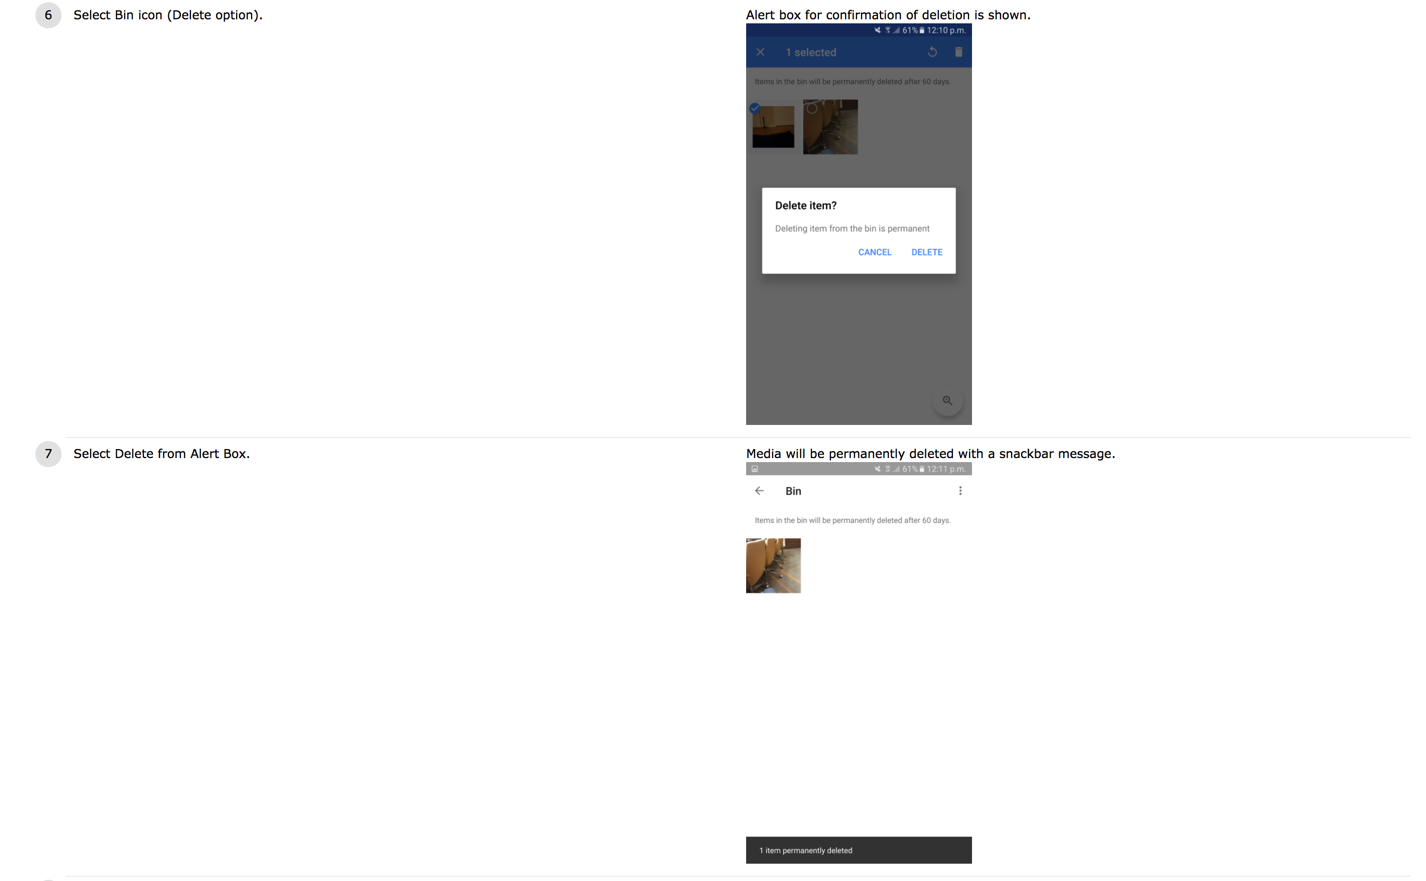 6 Select Bin icon (Delete option).
Alert box for confirmation of deletion is shown.
61% 12:10 p.m.
1 selected
Items in the bin will be permanently deleted after 60 days.
Delete item?
Deleting item from the bin is permanent
CANCEL DELETE
7 Select Delete from Alert Box.
Media will be permanently deleted with a snackbar message.
61% 12:11 p.m.
Bin
Items in the bin will be permanently deleted after 60 days.
1 item permanently deleted